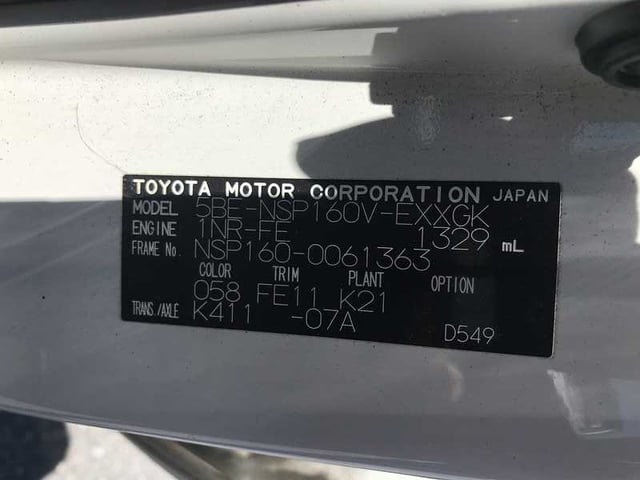 TOYOTA MOTOR CORPORATION JAPAN
MODEL 5BE-NSP160V-EXXGK
ENGINE 1NR-FE 1329 mL
FRAME No. NSP160-0061363
COLOR TRIM PLANT OPTION
058 FE11 K21
TRANS./AXLE K411 -07A
D549